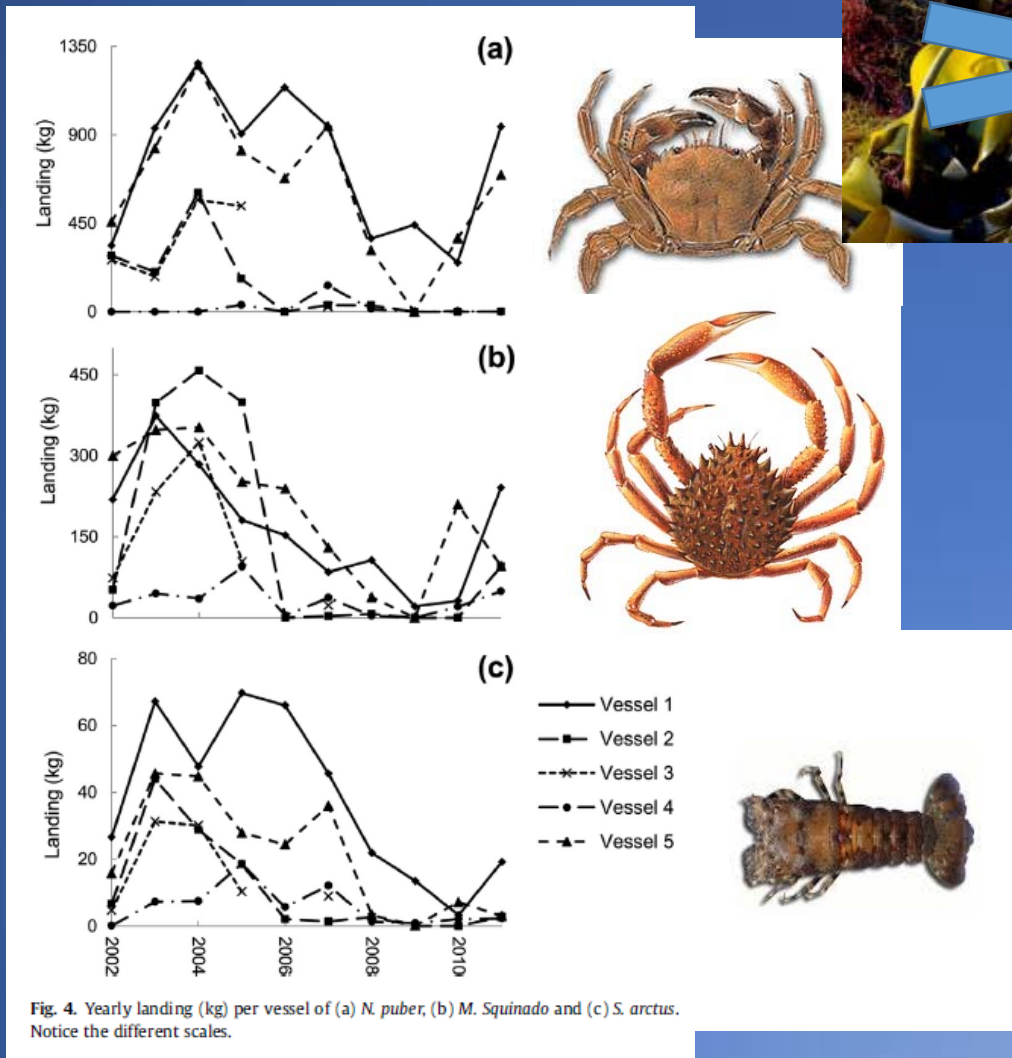 (a)
1350
900
450
0
Landing (kg)
(b)
450
300
150
0
Landing (kg)
(c)
80
60
40
20
0
Landing (kg)
2002
2004
2006
2008
2010
Vessel 1
Vessel 2
Vessel 3
Vessel 4
Vessel 5
Fig. 4. Yearly landing (kg) per vessel of (a) N. puber, (b) M. Squinado and (c) S. arctus.
Notice the different scales.